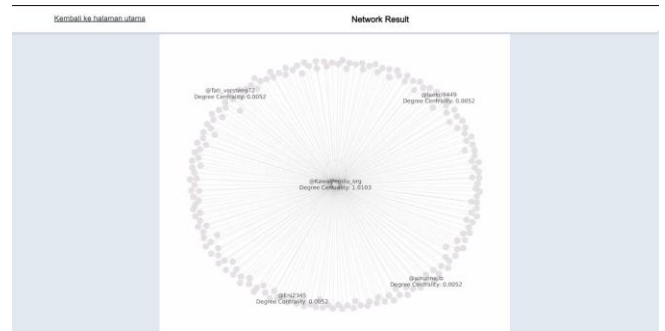 Kembali ke halaman utama
Network Result
@Tati_versteeg72
Degree Centrality: 0.0052
Degree Centrality: 0.0052
Degree Centrality: 1.0103
@Eni2345
Degree Centrality: 0.0052
Degree Centrality: 0.0052